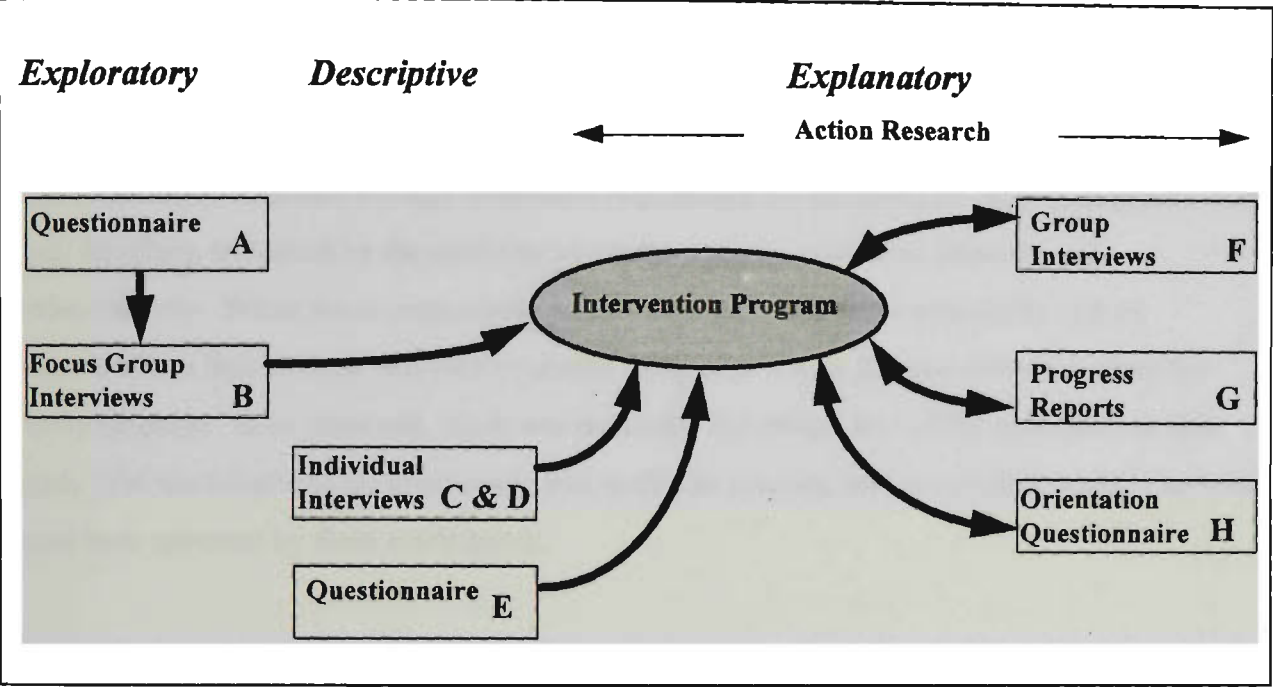 Exploratory
Descriptive
Explanatory
Action Research
Questionnaire
A
Focus Group
Interviews B
Individual
Interviews C & D
Questionnaire E
Intervention Program
Group
Interviews F
Progress
Reports G
Orientation
Questionnaire H